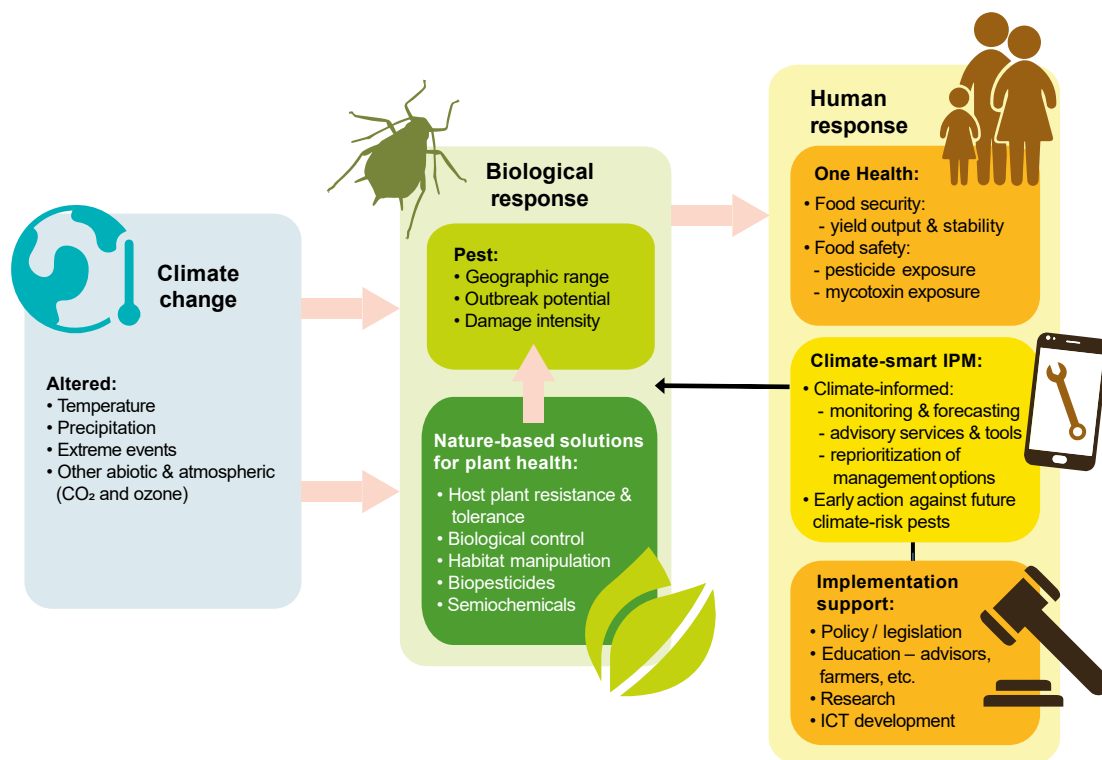 Climate
change
Altered:
• Temperature
• Precipitation
• Extreme events
• Other abiotic & atmospheric
(CO₂ and ozone)
Biological
response
Pest:
• Geographic range
• Outbreak potential
• Damage intensity
Nature-based solutions
for plant health:
• Host plant resistance &
tolerance
• Biological control
• Habitat manipulation
• Biopesticides
• Semiochemicals
Human
response
One Health:
• Food security:
- yield output & stability
• Food safety:
- pesticide exposure
- mycotoxin exposure
Climate-smart IPM:
• Climate-informed:
- monitoring & forecasting
- advisory services & tools
- reprioritization of
management options
• Early action against future
climate-risk pests
Implementation
support:
• Policy / legislation
• Education – advisors,
farmers, etc.
• Research
• ICT development